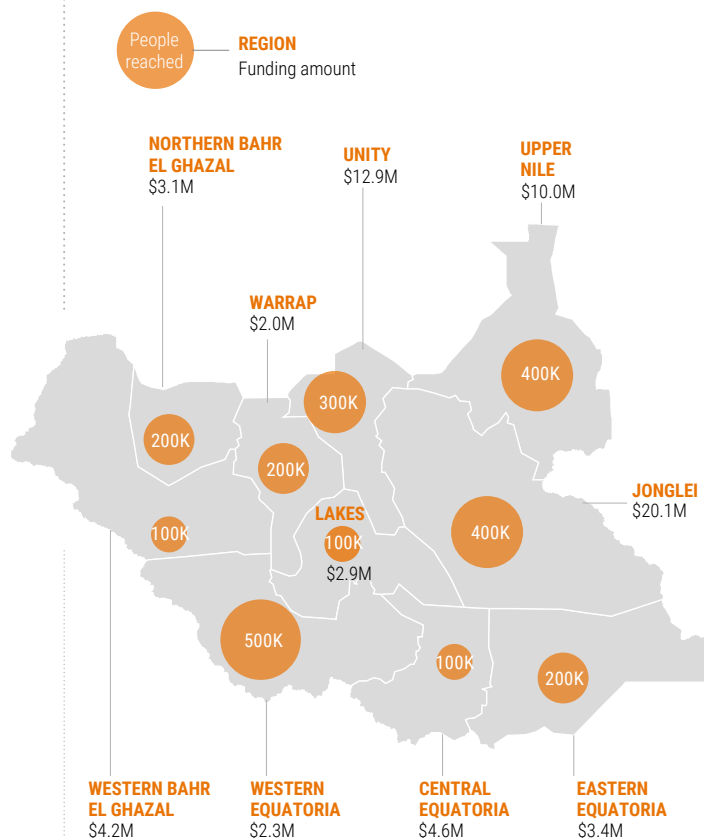 People
reached
REGION
Funding amount
NORTHERN BAHR
EL GHAZAL
$3.1M
UNITY
$12.9M
UPPER
NILE
$10.0M
WARRAP
$2.0M
400K
300K
200K
200K
JONGLEI
$20.1M
LAKES
100K
100K
$2.9M
400K
500K
100K
200K
WESTERN BAHR
EL GHAZAL
$4.2M
WESTERN
EQUATORIA
$2.3M
CENTRAL
EQUATORIA
$4.6M
EASTERN
EQUATORIA
$3.4M